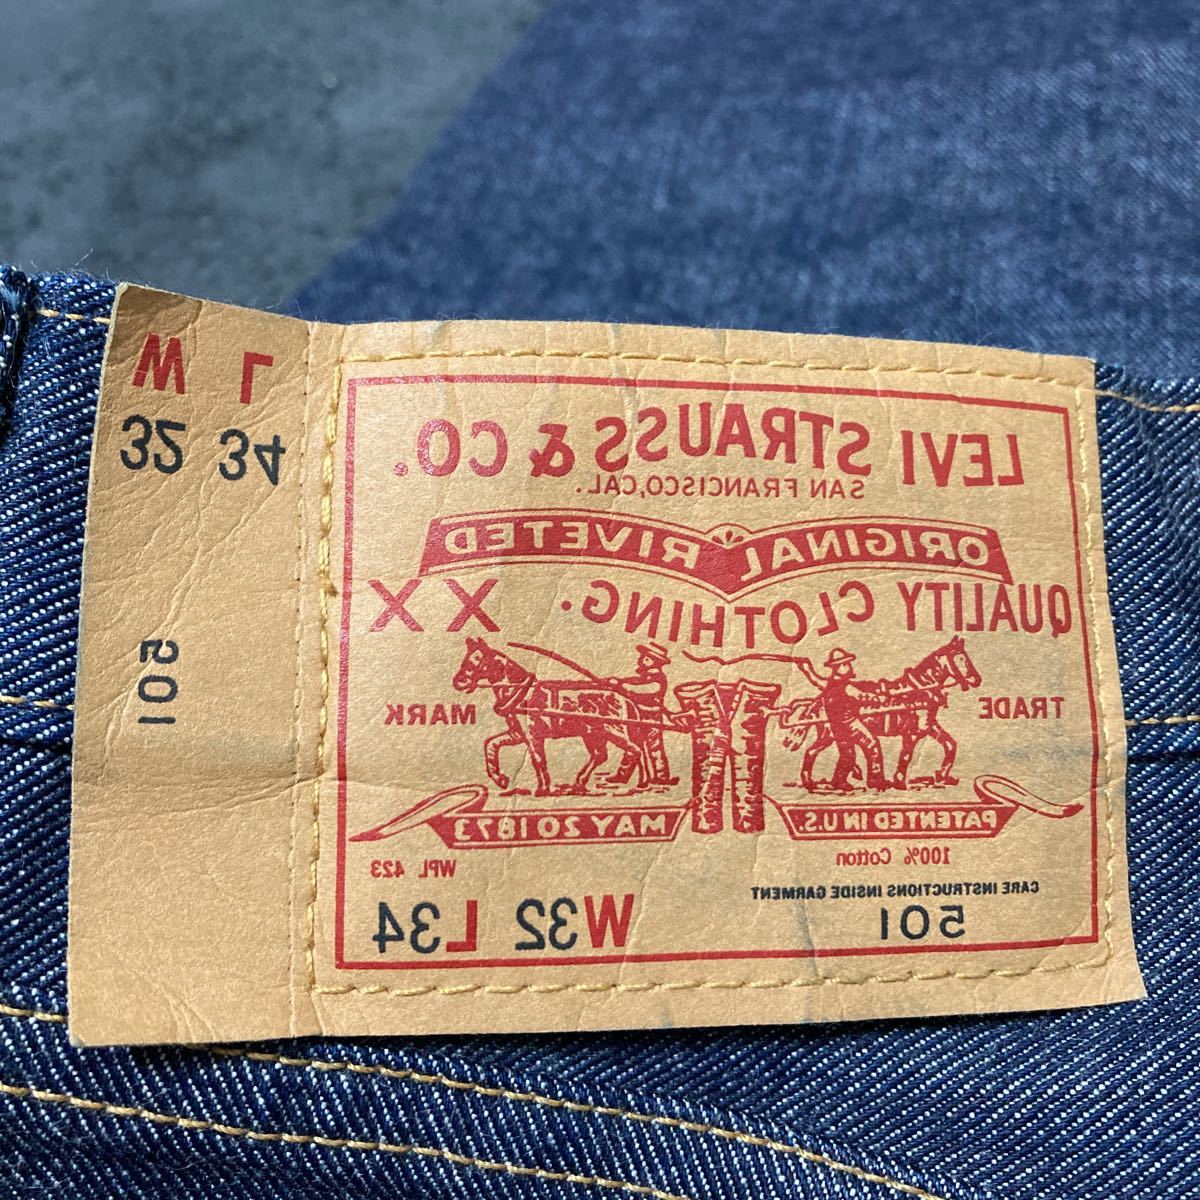 LEVI STRAUSS & CO.
SAN FRANCISCO, CAL.
ORIGINAL RIVETED
QUALITY CLOTHING. XX
TRADE MARK
PATENTED IN U.S. MAY 20 1873
100% Cotton WPL 423
CARE INSTRUCTIONS INSIDE GARMENT
501 W32 L34
L W
34 32
501